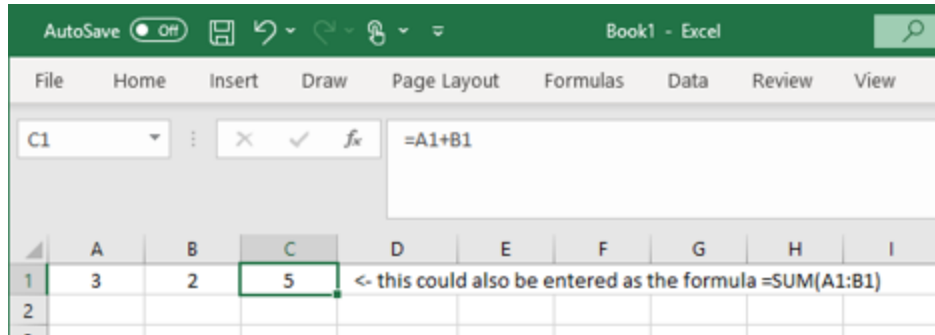 AutoSave Off Book1 - Excel
File Home Insert Draw Page Layout Formulas Data Review View
C1 fx =A1+B1
A B C D E F G H I
1 3 2 5 <- this could also be entered as the formula =SUM(A1:B1)
2